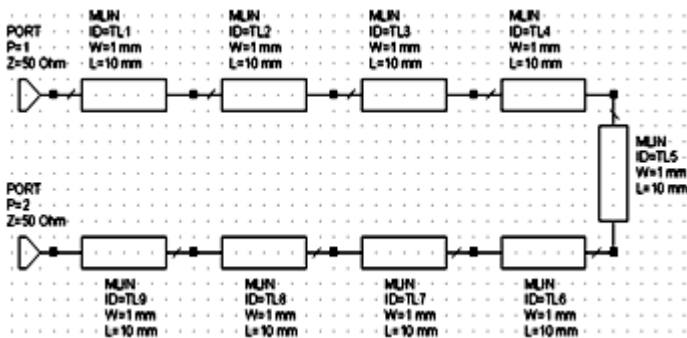 MLIN
ID=TL1
W=1 mm
L=10 mm
MLIN
ID=TL2
W=1 mm
L=10 mm
MLIN
ID=TL3
W=1 mm
L=10 mm
MLIN
ID=TL4
W=1 mm
L=10 mm
PORT
P=1
Z=50 Ohm
MLIN
ID=TL5
W=1 mm
L=10 mm
PORT
P=2
Z=50 Ohm
MLIN
ID=TL9
W=1 mm
L=10 mm
MLIN
ID=TL8
W=1 mm
L=10 mm
MLIN
ID=TL7
W=1 mm
L=10 mm
MLIN
ID=TL6
W=1 mm
L=10 mm